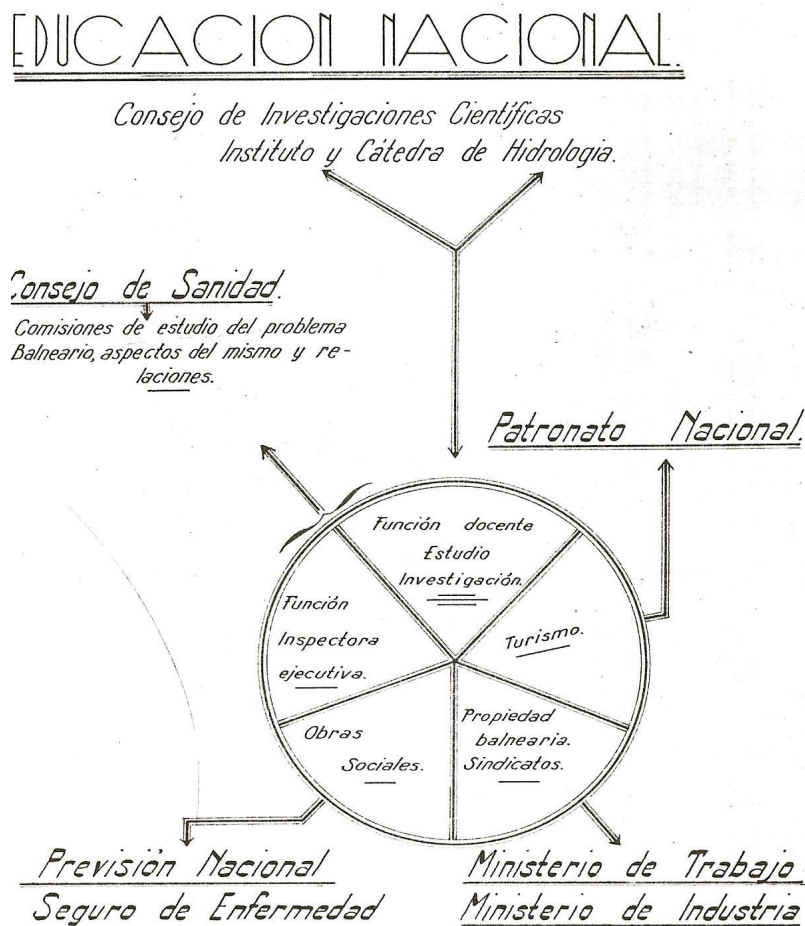 EDUCACION NACIONAL.
Consejo de Investigaciones Científicas
Instituto y Cátedra de Hidrologia.
Consejo de Sanidad.
Comisiones de estudio del problema
Balneario, aspectos del mismo y re-
laciones.
Patronato Nacional.
Función docente
Estudio
Investigación.
Función
Inspectora
ejecutiva.
Turismo.
Obras
Sociales.
Propiedad
balnearia.
Sindicatos.
Previsión Nacional
Seguro de Enfermedad
Ministerio de Trabajo
Ministerio de Industria